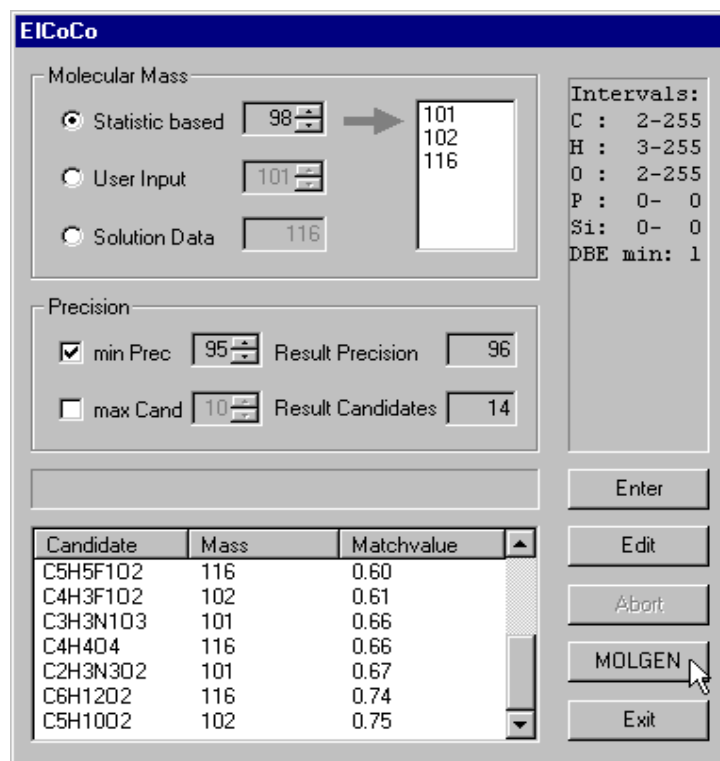 ElCoCo
Molecular Mass
Statistic based 98
User Input 101
Solution Data 116
101
102
116
Intervals:
C : 2-255
H : 3-255
O : 2-255
P : 0- 0
Si: 0- 0
DBE min: 1
Precision
min Prec 95 Result Precision 96
max Cand 10 Result Candidates 14
Candidate Mass Matchvalue
C5H5F1O2 116 0.60
C4H3F1O2 102 0.61
C3H3N1O3 101 0.66
C4H4O4 116 0.66
C2H3N3O2 101 0.67
C6H12O2 116 0.74
C5H10O2 102 0.75
Enter
Edit
Abort
MOLGEN
Exit